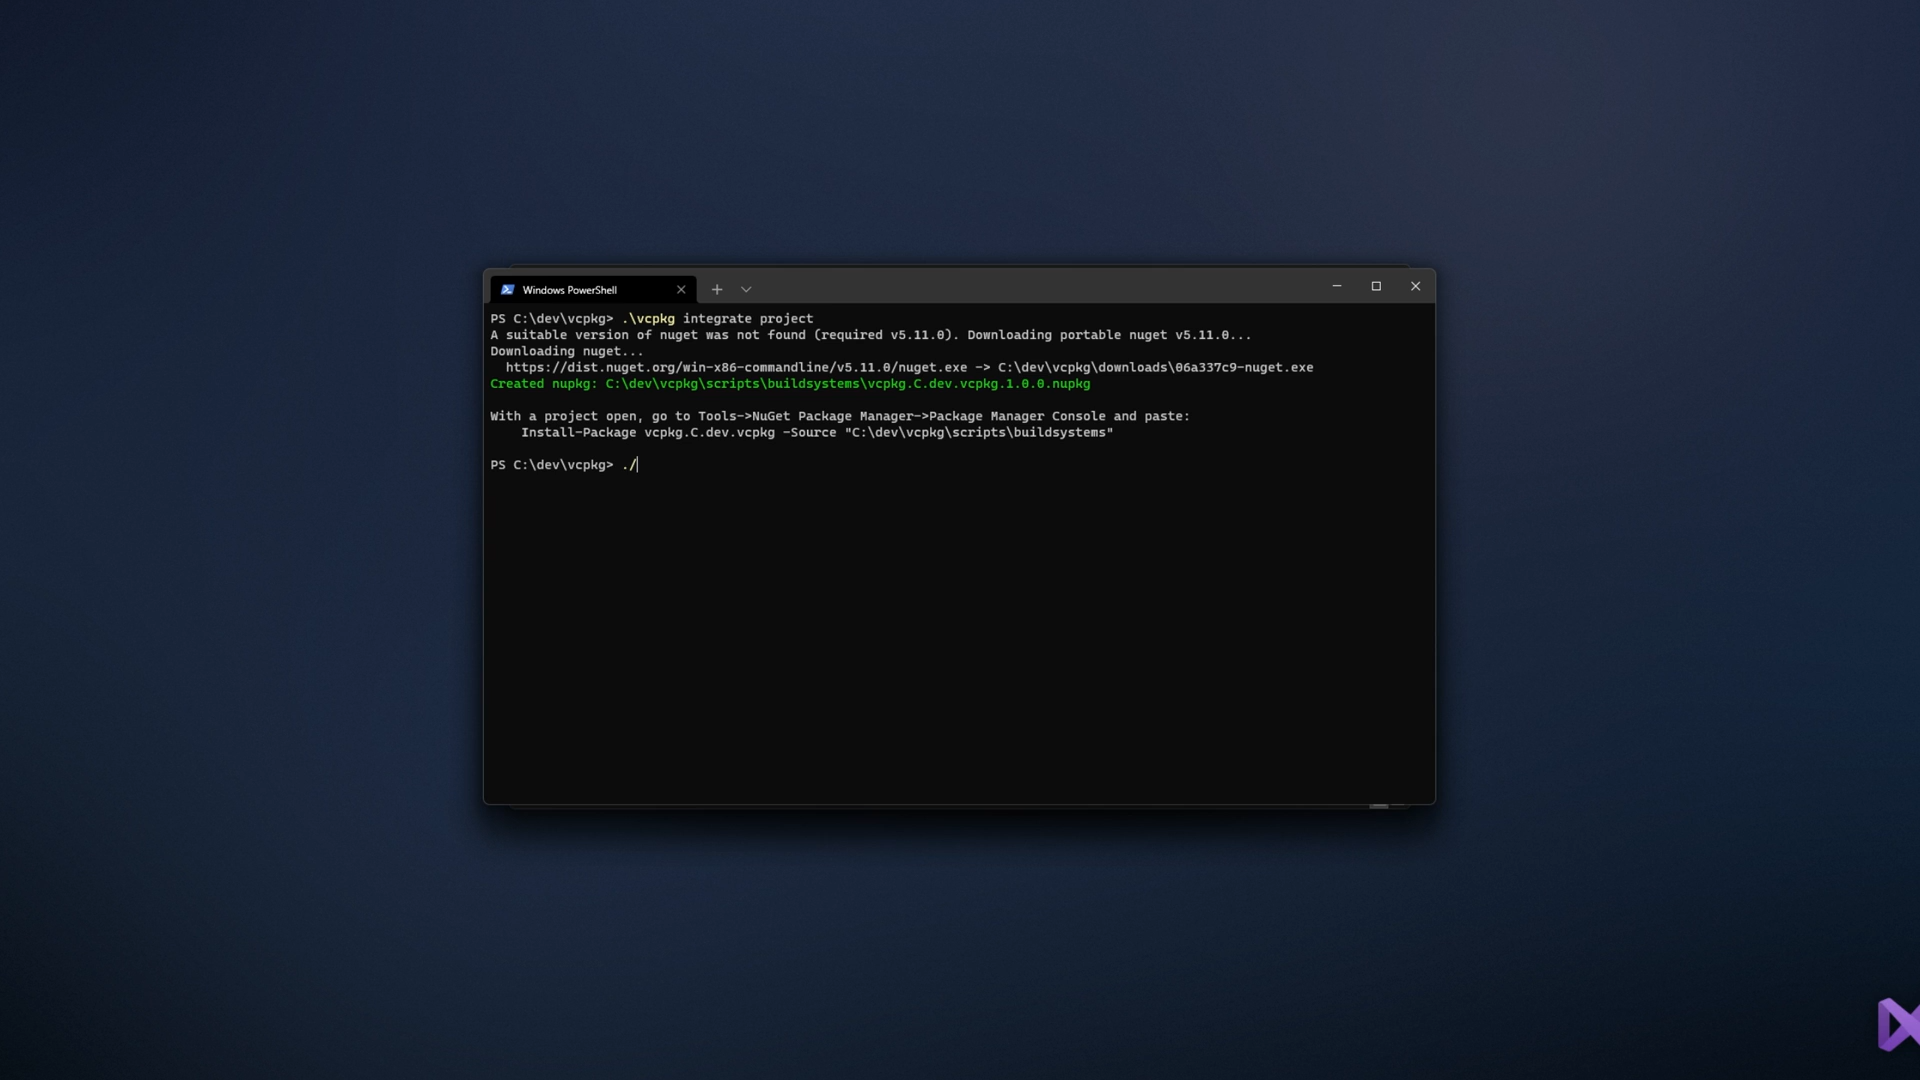 Windows PowerShell
PS C:\dev\vcpkg> .\vcpkg integrate project
A suitable version of nuget was not found (required v5.11.0). Downloading portable nuget v5.11.0...
Downloading nuget...
https://dist.nuget.org/win-x86-commandline/v5.11.0/nuget.exe -> C:\dev\vcpkg\downloads\06a337c9-nuget.exe
Created nupkg: C:\dev\vcpkg\scripts\buildsystems\vcpkg.C.dev.vcpkg.1.0.0.nupkg
With a project open, go to Tools->NuGet Package Manager->Package Manager Console and paste:
Install-Package vcpkg.C.dev.vcpkg -Source "C:\dev\vcpkg\scripts\buildsystems"
PS C:\dev\vcpkg> ./